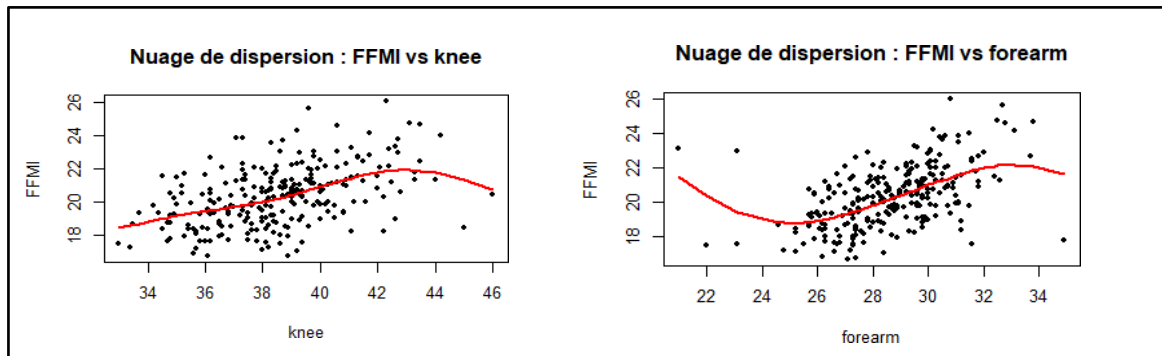 Nuage de dispersion : FFMI vs knee
FFMI
26
24
22
20
18
34 36 38 40 42 44 46
knee
Nuage de dispersion : FFMI vs forearm
FFMI
26
24
22
20
18
22 24 26 28 30 32 34
forearm